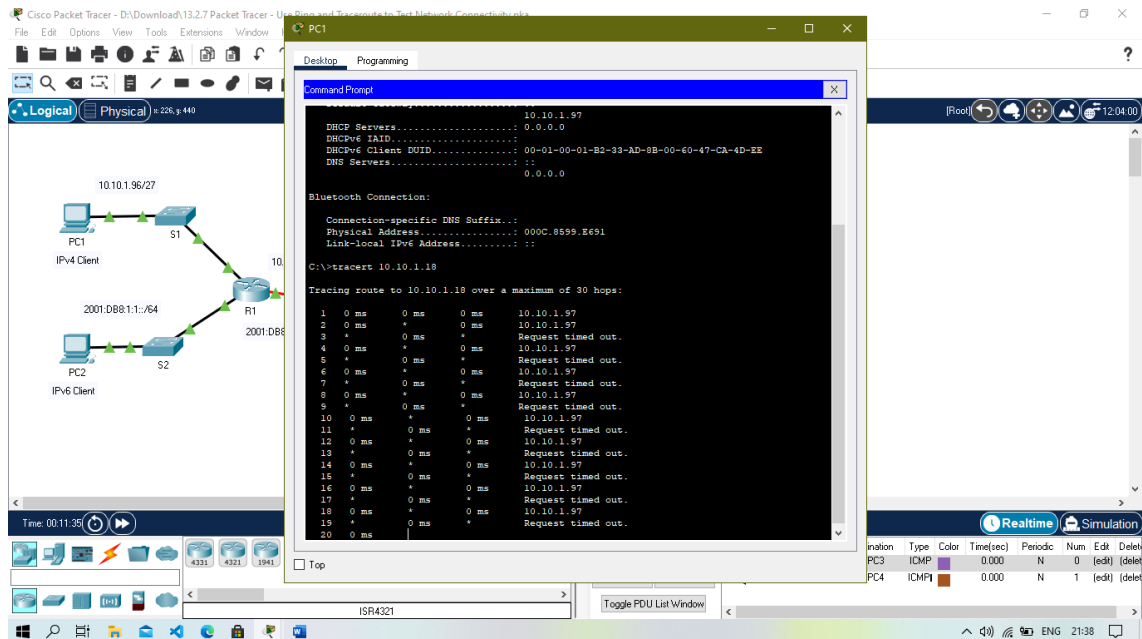 Cisco Packet Tracer - D:\Download\13.2.7 Packet Tracer - Use Ping and Traceroute to Test Network Connectivity.pka
File Edit Options View Tools Extensions Window
?
Logical Physical x: 226, y: 440
[Root] 12:04:00
PC1
Desktop Programming
Command Prompt X
10.10.1.97
DHCP Servers....................: 0.0.0.0
DHCPv6 IAID.....................:
DHCPv6 Client DUID..............: 00-01-00-01-B2-33-AD-8B-00-60-47-CA-4D-EE
DNS Servers.....................: ::
0.0.0.0
Bluetooth Connection:
Connection-specific DNS Suffix..:
Physical Address................: 000C.8599.E691
Link-local IPv6 Address.........: ::
C:\>tracert 10.10.1.18
Tracing route to 10.10.1.18 over a maximum of 30 hops:
1 0 ms 0 ms 0 ms 10.10.1.97
2 0 ms * 0 ms 10.10.1.97
3 * 0 ms * Request timed out.
4 0 ms * 0 ms 10.10.1.97
5 * 0 ms * Request timed out.
6 0 ms * 0 ms 10.10.1.97
7 * 0 ms * Request timed out.
8 0 ms * 0 ms 10.10.1.97
9 * 0 ms * Request timed out.
10 0 ms * 0 ms 10.10.1.97
11 * 0 ms * Request timed out.
12 0 ms * 0 ms 10.10.1.97
13 * 0 ms * Request timed out.
14 0 ms * 0 ms 10.10.1.97
15 * 0 ms * Request timed out.
16 0 ms * 0 ms 10.10.1.97
17 * 0 ms * Request timed out.
18 0 ms * 0 ms 10.10.1.97
19 * 0 ms * Request timed out.
20 0 ms
Top
10.10.1.96/27
PC1
IPv4 Client
S1
10.
R1
2001:DB8:1:1::/64
2001:DB8
PC2
IPv6 Client
S2
Time: 00:11:35
Realtime Simulation
4331 4321 1941
ISR4321
Toggle PDU List Window
ination Type Color Time(sec) Periodic Num Edit Delet
PC3 ICMP 0.000 N 0 (edit) (delet
PC4 ICMP 0.000 N 1 (edit) (delet
ENG 21:38